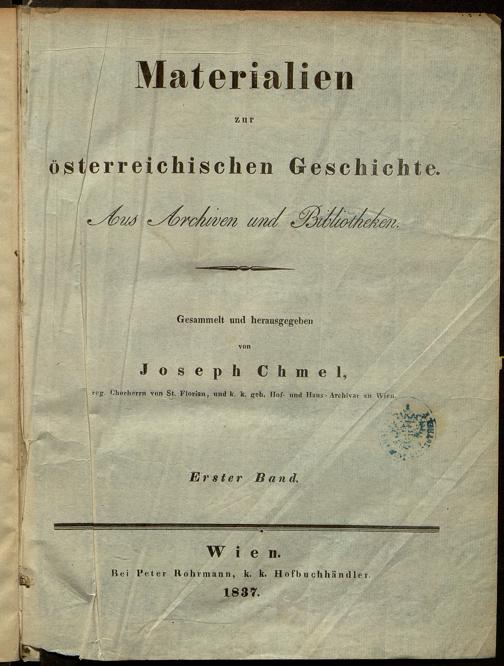 Materialien
zur
österreichischen Geschichte.
Aus Archiven und Bibliotheken.
Gesammelt und herausgegeben
von
Joseph Chmel,
reg. Chorherrn von St. Florian, und k. k. geh. Hof- und Haus-Archivar zu Wien.
Erster Band.
Wien.
Bei Peter Rohrmann, k. k. Hofbuchhändler.
1837.